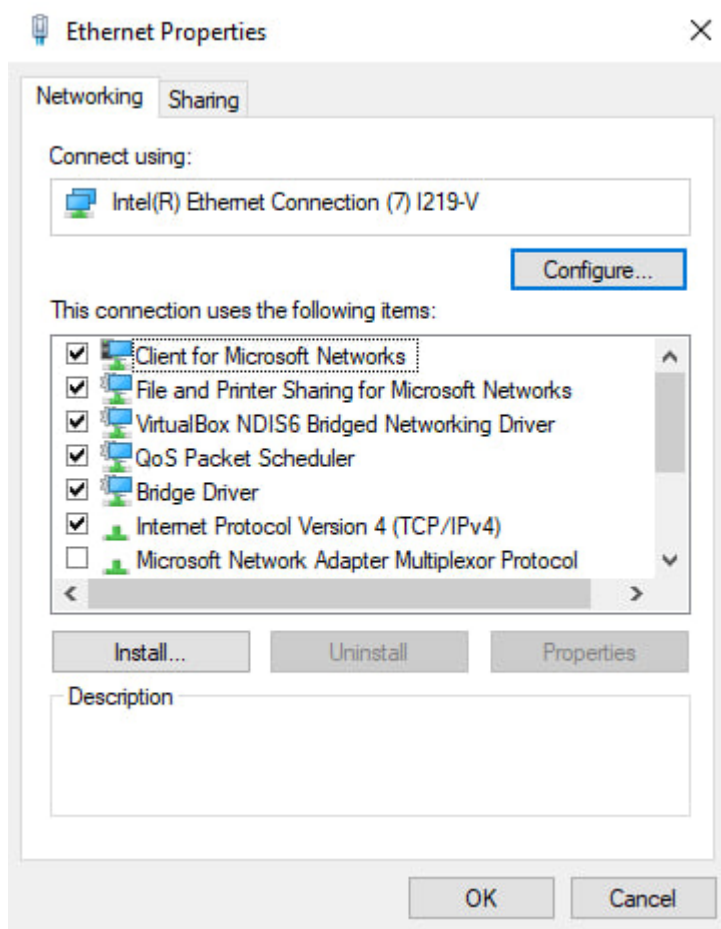 Ethernet Properties
Networking Sharing
Connect using:
Intel(R) Ethernet Connection (7) I219-V
Configure...
This connection uses the following items:
Client for Microsoft Networks
File and Printer Sharing for Microsoft Networks
VirtualBox NDIS6 Bridged Networking Driver
QoS Packet Scheduler
Bridge Driver
Internet Protocol Version 4 (TCP/IPv4)
Microsoft Network Adapter Multiplexor Protocol
Install... Uninstall Properties
Description
OK Cancel